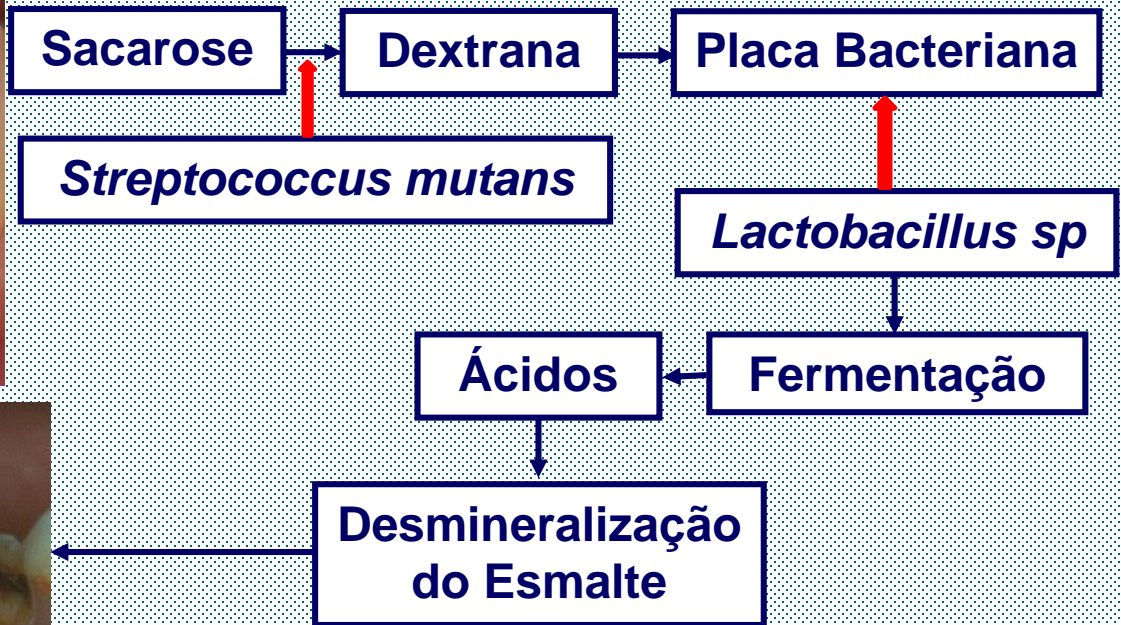 Sacarose
Dextrana
Placa Bacteriana
Streptococcus mutans
Lactobacillus sp
Ácidos
Fermentação
Desmineralização
do Esmalte